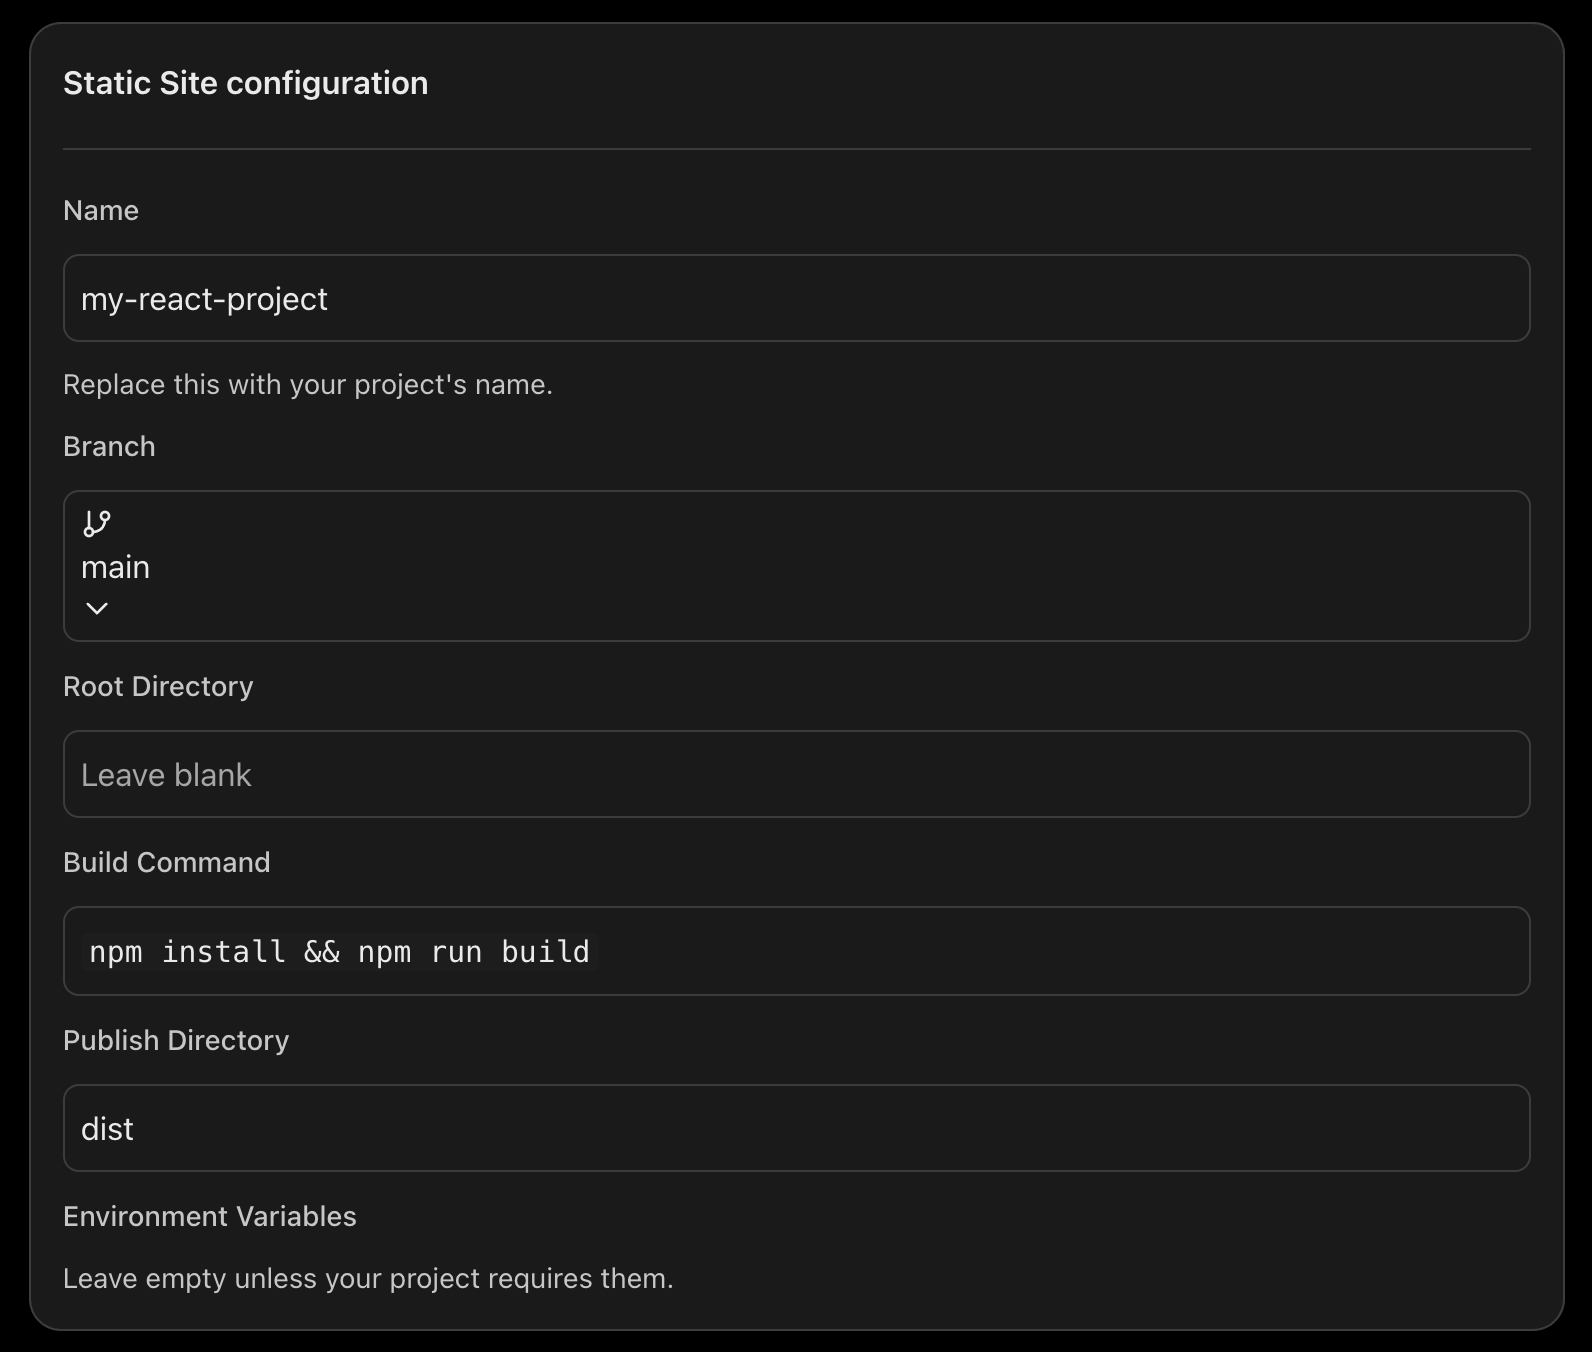 Static Site configuration
Name
my-react-project
Replace this with your project's name.
Branch
main
Root Directory
Leave blank
Build Command
npm install && npm run build
Publish Directory
dist
Environment Variables
Leave empty unless your project requires them.